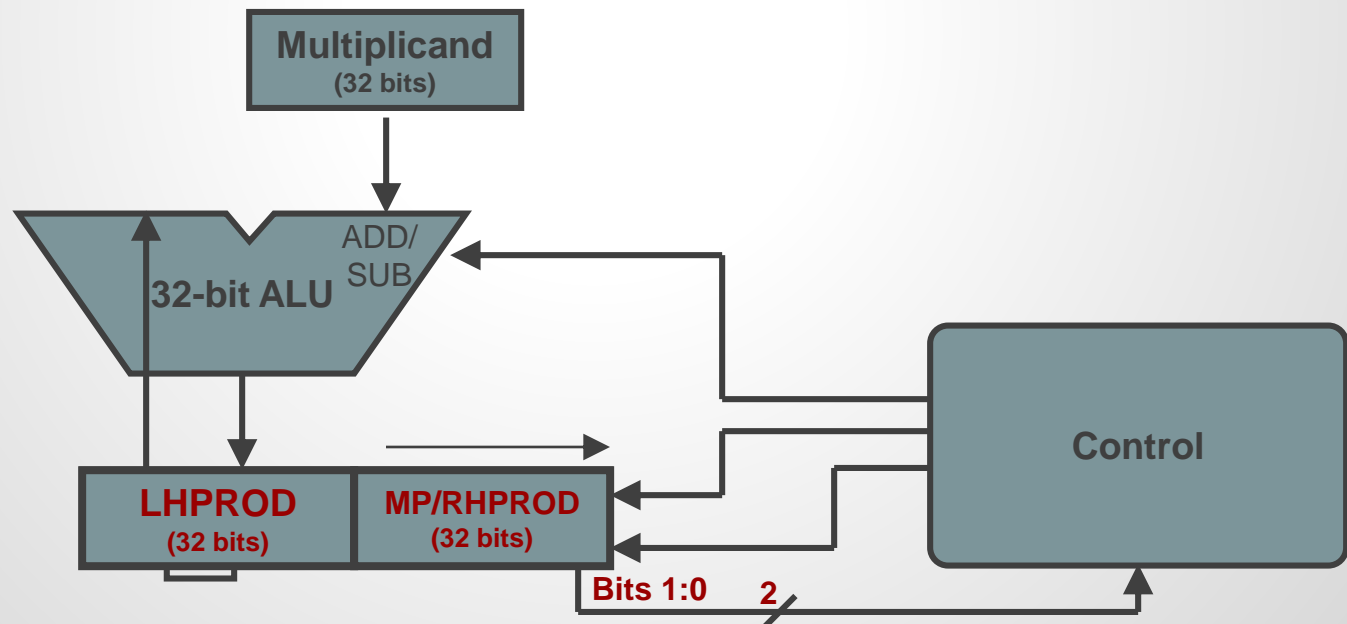 Multiplicand
(32 bits)
ADD/
SUB
32-bit ALU
Control
LHPROD
(32 bits)
MP/RHPROD
(32 bits)
Bits 1:0
2